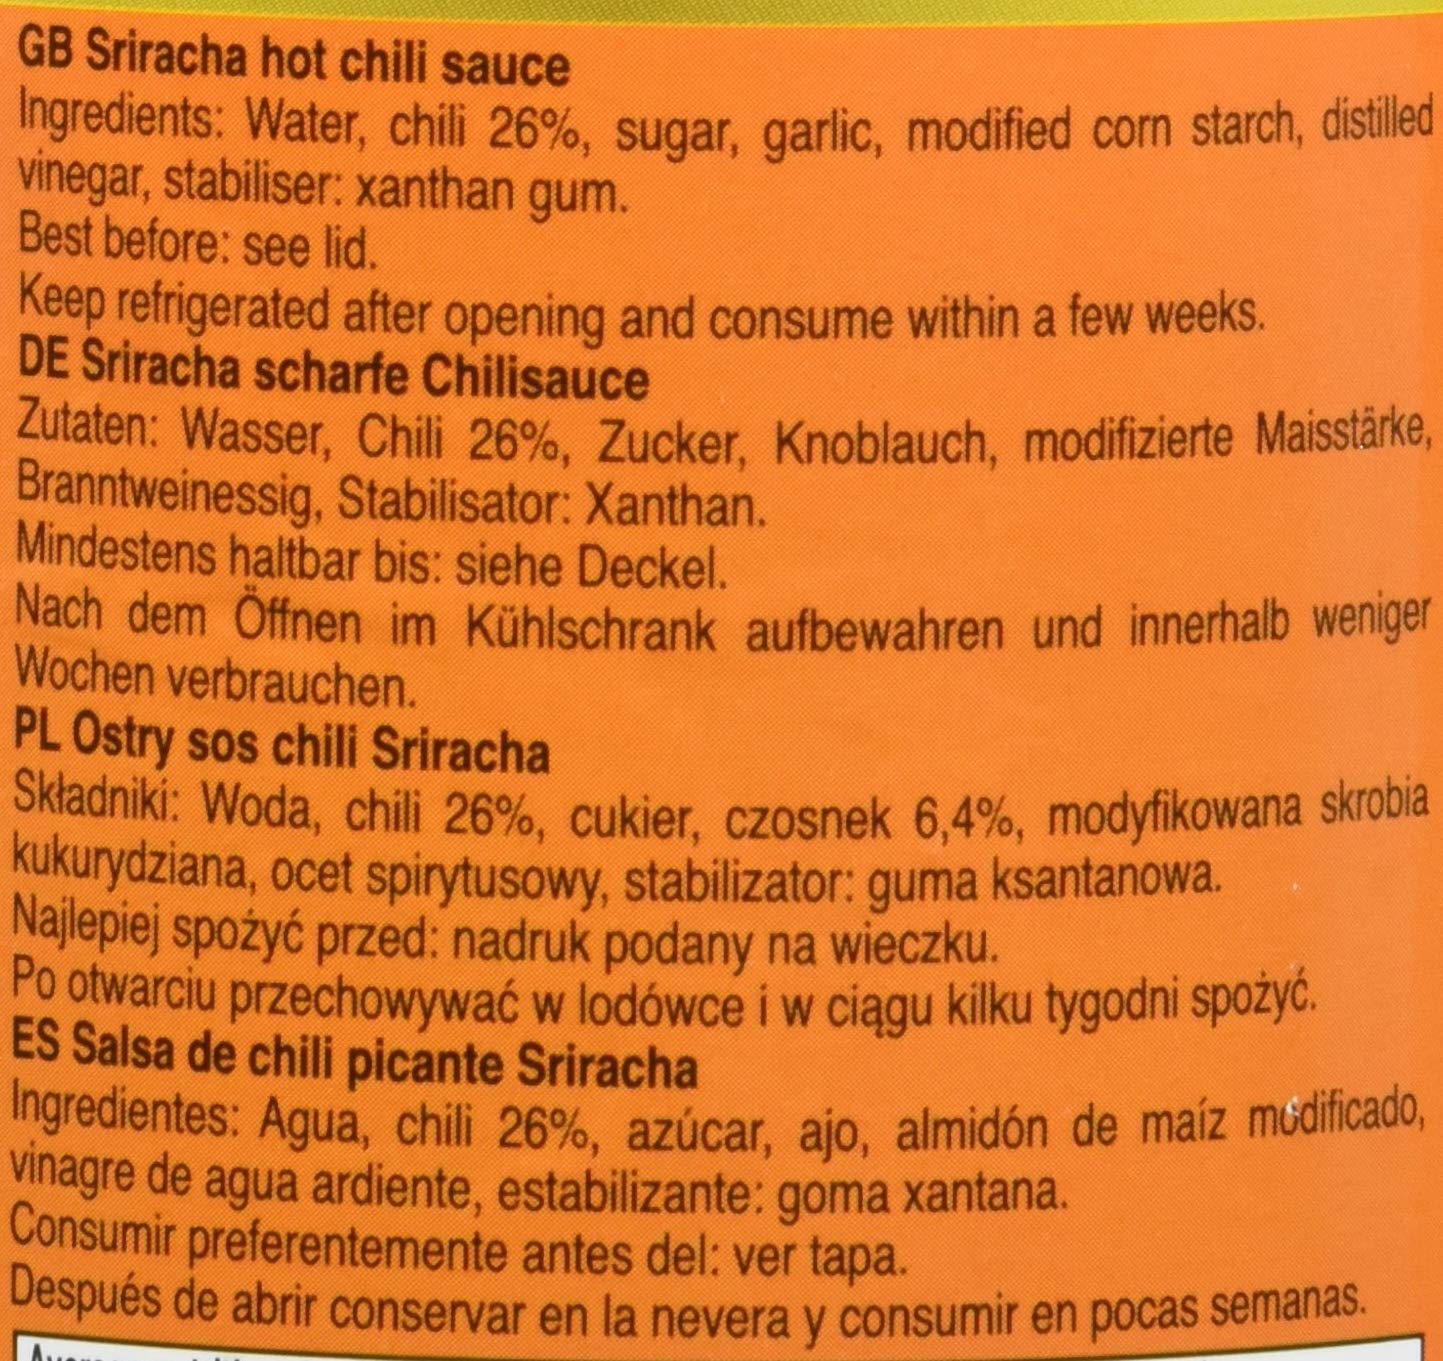 GB Sriracha hot chili sauce
Ingredients: Water, chili 26%, sugar, garlic, modified corn starch, distilled
vinegar, stabiliser: xanthan gum.
Best before: see lid.
Keep refrigerated after opening and consume within a few weeks.
DE Sriracha scharfe Chilisauce
Zutaten: Wasser, Chili 26%, Zucker, Knoblauch, modifizierte Maisstärke,
Branntweinessig, Stabilisator: Xanthan.
Mindestens haltbar bis: siehe Deckel.
Nach dem Öffnen im Kühlschrank aufbewahren und innerhalb weniger
Wochen verbrauchen.
PL Ostry sos chili Sriracha
Składniki: Woda, chili 26%, cukier, czosnek 6,4%, modyfikowana skrobia
kukurydziana, ocet spirytusowy, stabilizator: guma ksantanowa.
Najlepiej spożyć przed: nadruk podany na wieczku.
Po otwarciu przechowywać w lodówce i w ciągu kilku tygodni spożyć.
ES Salsa de chili picante Sriracha
Ingredientes: Agua, chili 26%, azúcar, ajo, almidón de maíz modificado,
vinagre de agua ardiente, estabilizante: goma xantana.
Consumir preferentemente antes del: ver tapa.
Después de abrir conservar en la nevera y consumir en pocas semanas.